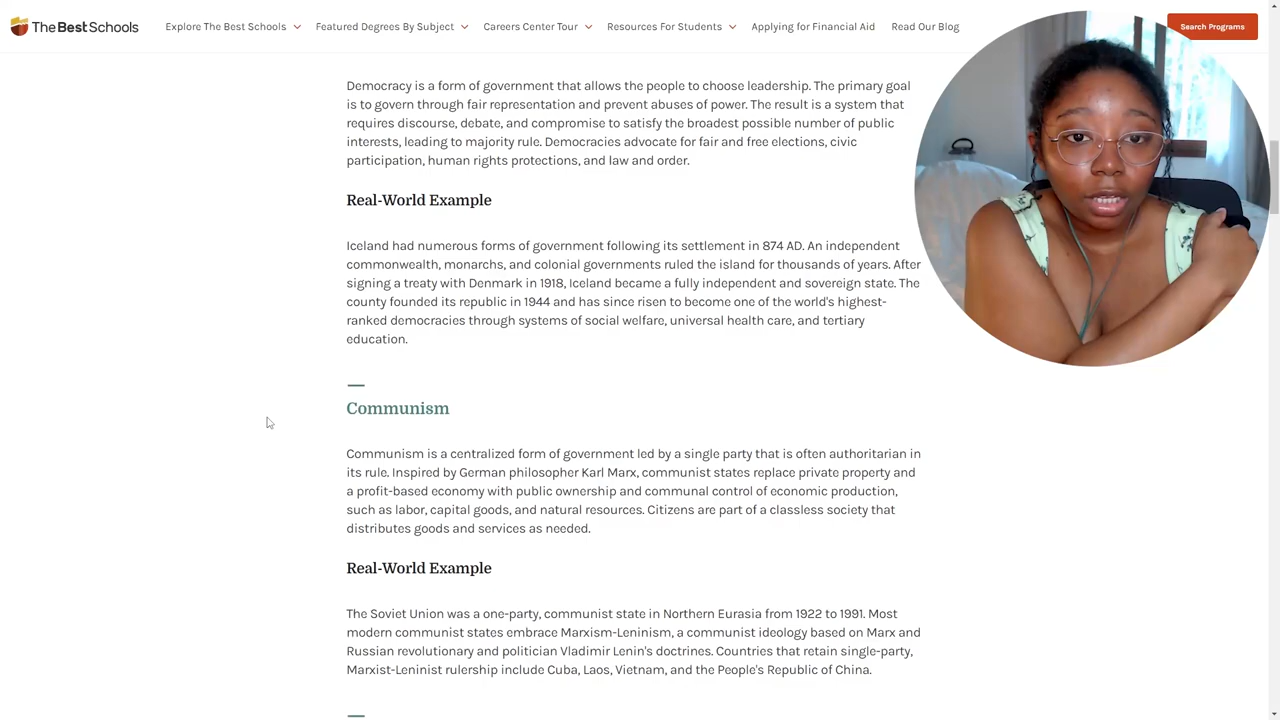 TheBestSchools
Explore The Best Schools
Featured Degrees By Subject
Careers Center Tour
Resources For Students
Applying for Financial Aid
Read Our Blog
Search Programs
Democracy is a form of government that allows the people to choose leadership. The primary goal
is to govern through fair representation and prevent abuses of power. The result is a system that
requires discourse, debate, and compromise to satisfy the broadest possible number of public
interests, leading to majority rule. Democracies advocate for fair and free elections, civic
participation, human rights protections, and law and order.
Real-World Example
Iceland had numerous forms of government following its settlement in 874 AD. An independent
commonwealth, monarchs, and colonial governments ruled the island for thousands of years. After
signing a treaty with Denmark in 1918, Iceland became a fully independent and sovereign state. The
county founded its republic in 1944 and has since risen to become one of the world's highest-
ranked democracies through systems of social welfare, universal health care, and tertiary
education.
Communism
Communism is a centralized form of government led by a single party that is often authoritarian in
its rule. Inspired by German philosopher Karl Marx, communist states replace private property and
a profit-based economy with public ownership and communal control of economic production,
such as labor, capital goods, and natural resources. Citizens are part of a classless society that
distributes goods and services as needed.
Real-World Example
The Soviet Union was a one-party, communist state in Northern Eurasia from 1922 to 1991. Most
modern communist states embrace Marxism-Leninism, a communist ideology based on Marx and
Russian revolutionary and politician Vladimir Lenin's doctrines. Countries that retain single-party,
Marxist-Leninist rulership include Cuba, Laos, Vietnam, and the People's Republic of China.